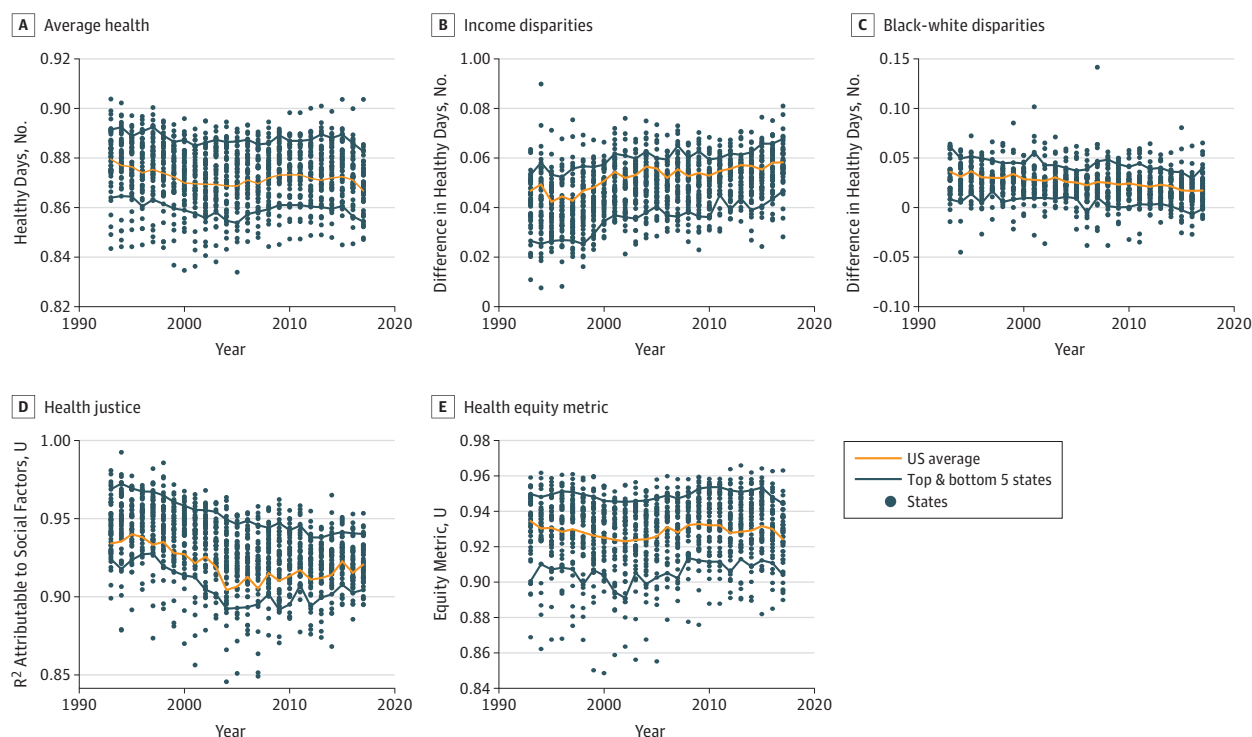 A Average health
0.92
0.90
0.88
0.86
0.84
0.82
Healthy Days, No.
1990 2000 2010 2020
Year
B Income disparities
1.00
0.08
0.06
0.04
0.02
0
Difference in Healthy Days, No.
1990 2000 2010 2020
Year
C Black-white disparities
0.15
0.10
0.05
0
-0.05
-0.10
Difference in Healthy Days, No.
1990 2000 2010 2020
Year
D Health justice
1.00
0.95
0.90
0.85
R2 Attributable to Social Factors, U
1990 2000 2010 2020
Year
E Health equity metric
0.98
0.96
0.94
0.92
0.90
0.88
0.86
0.84
Equity Metric, U
1990 2000 2010 2020
Year
US average
Top & bottom 5 states
States